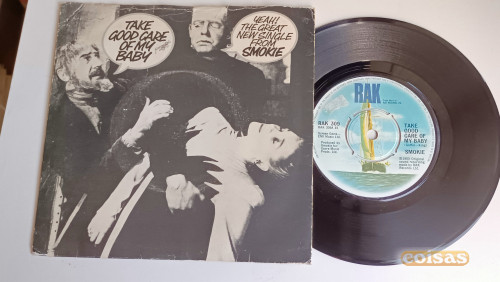 TAKE
GOOD CARE
OF MY
BABY
YEAH!
THE GREAT
NEW SINGLE
FROM
SMOKIE
RAK
RAK 309
TAKE
GOOD
CARE OF
MY BABY
SMOKIE
coisas